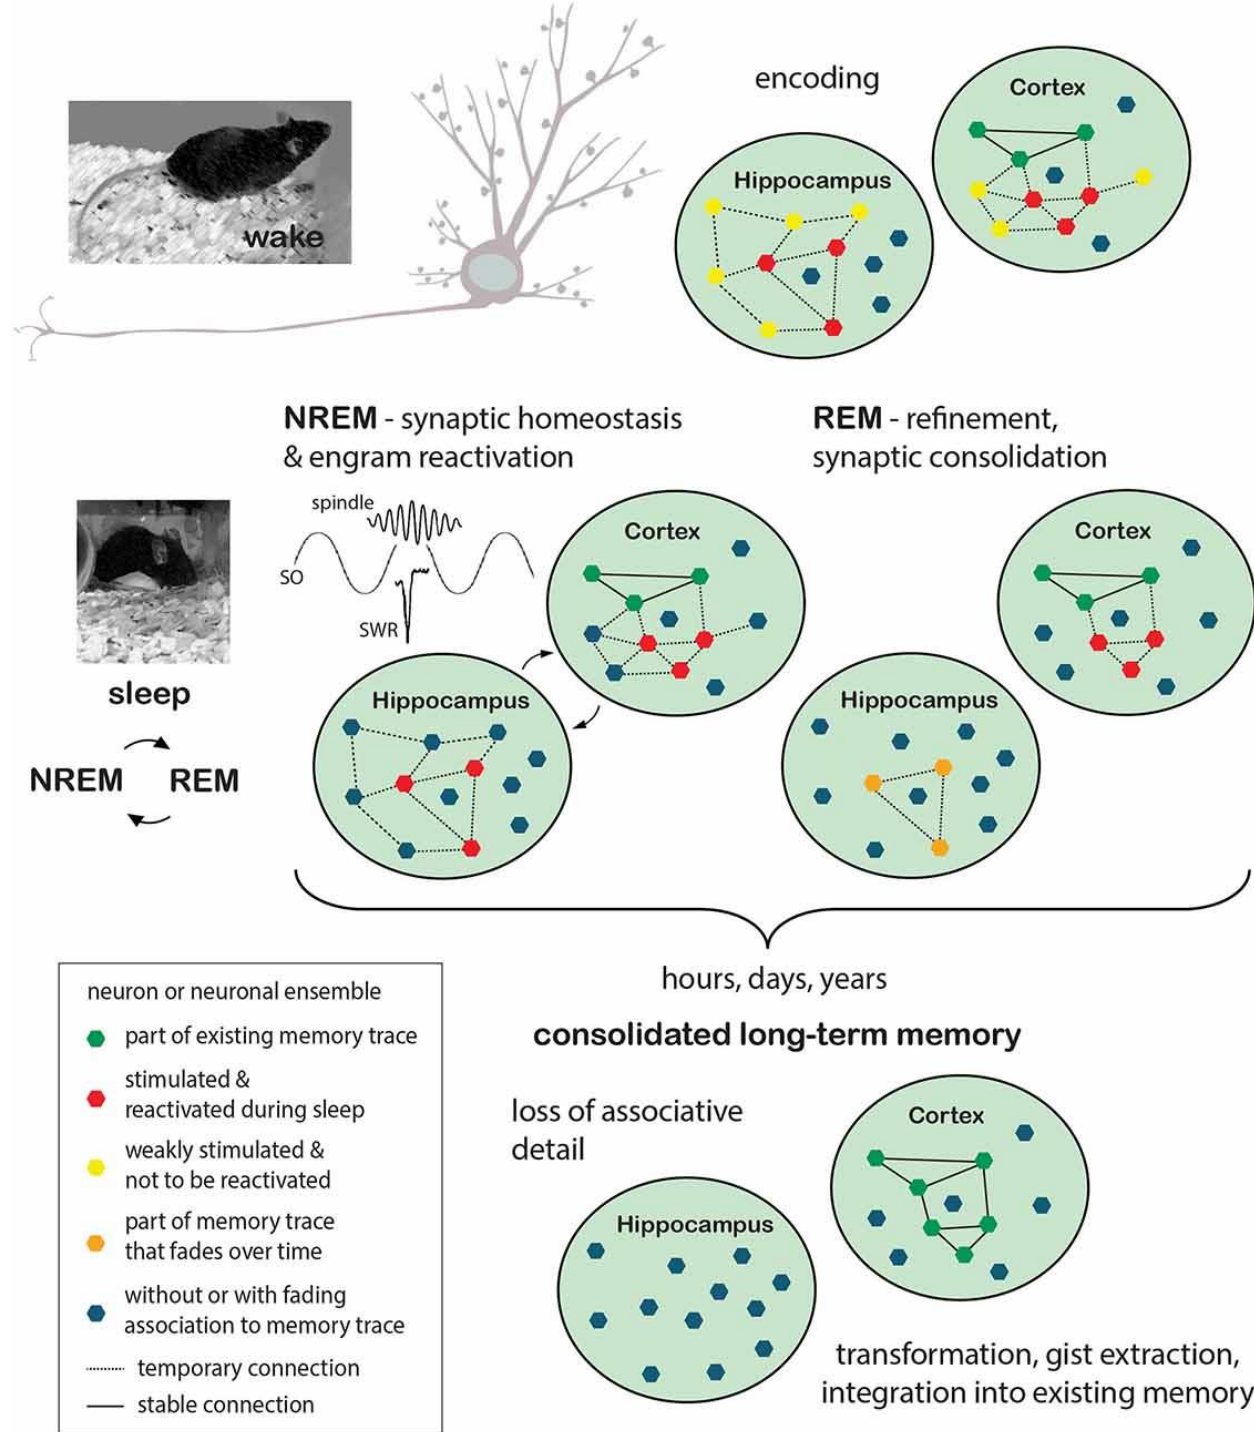 wake
encoding
Hippocampus
Cortex
NREM - synaptic homeostasis
& engram reactivation
REM - refinement,
synaptic consolidation
spindle
SO
SWR
Cortex
Hippocampus
Cortex
Hippocampus
sleep
NREM REM
hours, days, years
consolidated long-term memory
loss of associative
detail
Hippocampus
Cortex
transformation, gist extraction,
integration into existing memory
neuron or neuronal ensemble
part of existing memory trace
stimulated &
reactivated during sleep
weakly stimulated &
not to be reactivated
part of memory trace
that fades over time
without or with fading
association to memory trace
temporary connection
stable connection